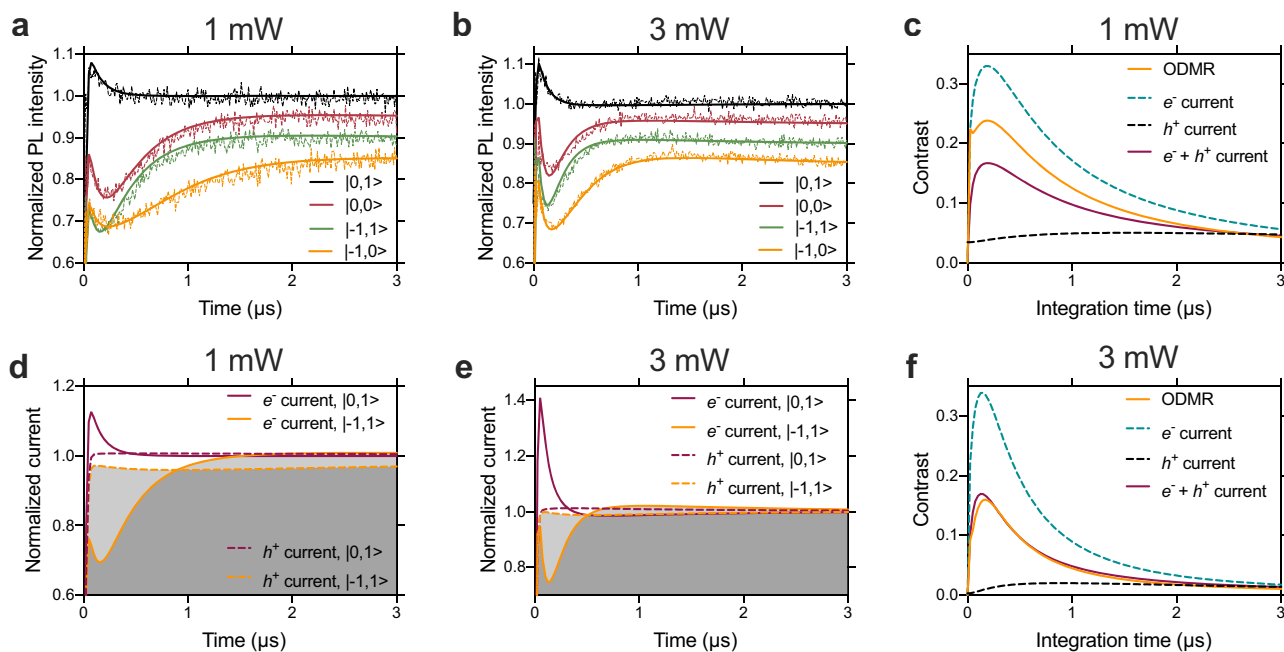 a
1 mW
Normalized PL intensity
1.1
1.0
0.9
0.8
0.7
0.6
|0,1>
|0,0>
|-1,1>
|-1,0>
0
1
2
3
Time (µs)
b
3 mW
Normalized PL intensity
1.1
1.0
0.9
0.8
0.7
0.6
|0,1>
|0,0>
|-1,1>
|-1,0>
0
1
2
3
Time (µs)
c
1 mW
Contrast
0.3
0.2
0.1
0.0
ODMR
e⁻ current
h⁺ current
e⁻ + h⁺ current
0
1
2
3
Integration time (µs)
d
1 mW
Normalized current
1.2
1.0
0.8
0.6
e⁻ current, |0,1>
e⁻ current, |-1,1>
h⁺ current, |0,1>
h⁺ current, |-1,1>
0
1
2
3
Time (µs)
e
3 mW
Normalized current
1.4
1.2
1.0
0.8
e⁻ current, |0,1>
e⁻ current, |-1,1>
h⁺ current, |0,1>
h⁺ current, |-1,1>
0
1
2
3
Time (µs)
f
3 mW
Contrast
0.3
0.2
0.1
0.0
ODMR
e⁻ current
h⁺ current
e⁻ + h⁺ current
0
1
2
3
Integration time (µs)